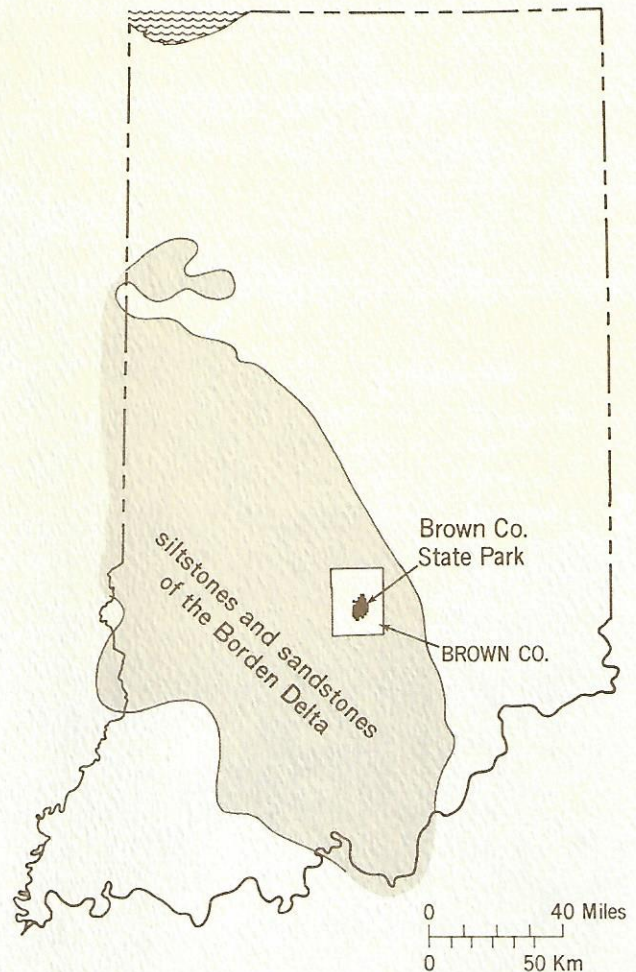 Brown Co.
State Park
BROWN CO.
siltstones and sandstones
of the Borden Delta
0 40 Miles
0 50 Km